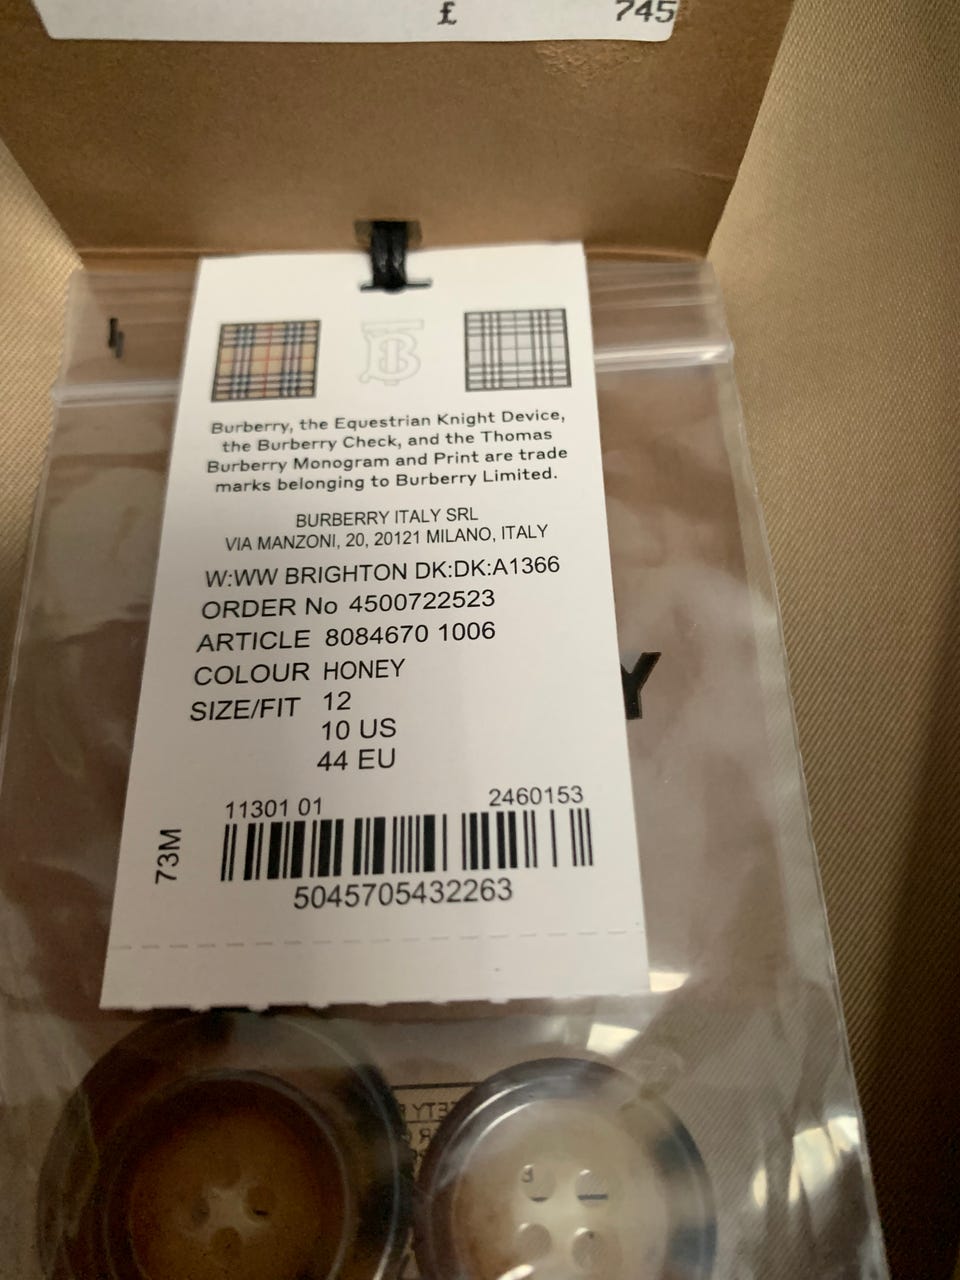 £ 745
Burberry, the Equestrian Knight Device,
the Burberry Check, and the Thomas
Burberry Monogram and Print are trade
marks belonging to Burberry Limited.
BURBERRY ITALY SRL
VIA MANZONI, 20, 20121 MILANO, ITALY
W:WW BRIGHTON DK:DK:A1366
ORDER No 4500722523
ARTICLE 8084670 1006
COLOUR HONEY
SIZE/FIT 12
10 US
44 EU
11301 01 2460153
73M
5045705432263
Y